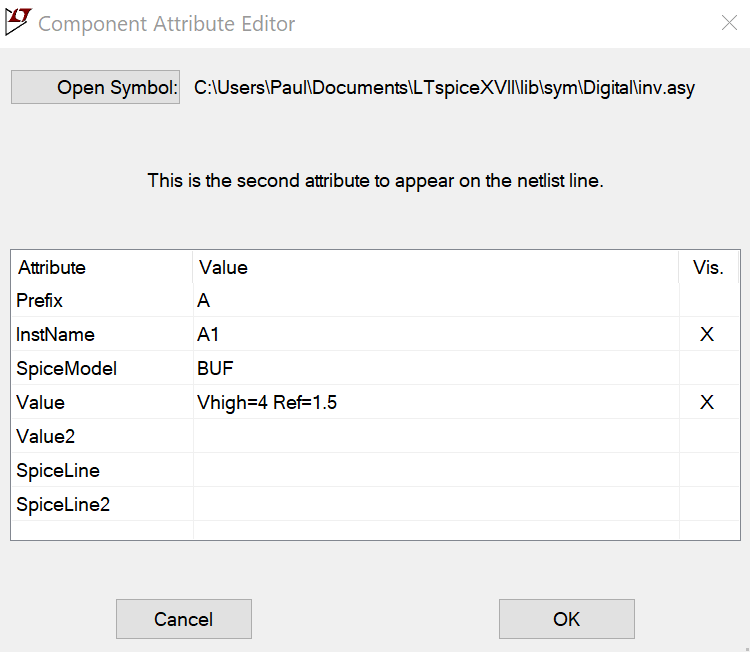 Component Attribute Editor
Open Symbol: C:\Users\Paul\Documents\LTspiceXVII\lib\sym\Digital\inv.asy
This is the second attribute to appear on the netlist line.
Attribute Value Vis.
Prefix A
InstName A1 X
SpiceModel BUF
Value Vhigh=4 Ref=1.5 X
Value2
SpiceLine
SpiceLine2
Cancel OK